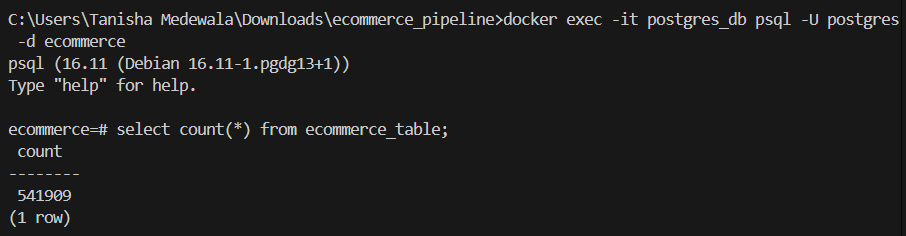 C:\Users\Tanisha Medewala\Downloads\ecommerce_pipeline>docker exec -it postgres_db psql -U postgres
 -d ecommerce
psql (16.11 (Debian 16.11-1.pgdg13+1))
Type "help" for help.

ecommerce=# select count(*) from ecommerce_table;
 count
--------
 541909
(1 row)